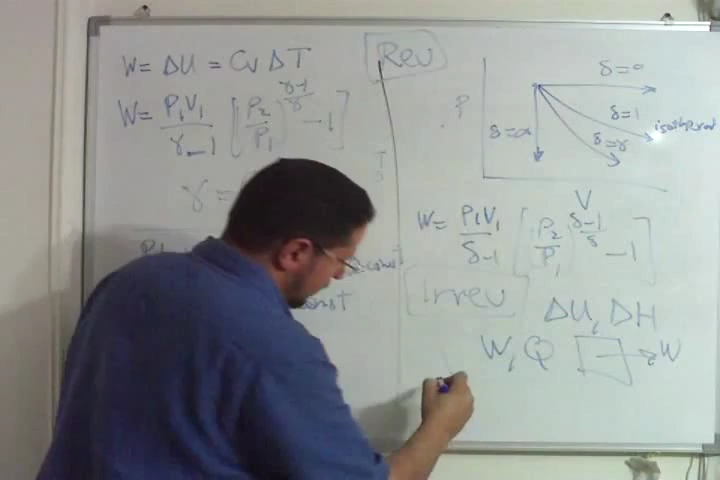 W = ΔU = Cv ΔT
W = P1V1/γ-1 [(P2/P1)^γ-1/γ - 1]
γ =
const
Rev
P
δ=0
δ=1
δ=γ
δ=∞
V
W = P1V1/δ-1 [(P2/P1)^δ-1/δ - 1]
Irrev
ΔU, ΔH
W, Q
W